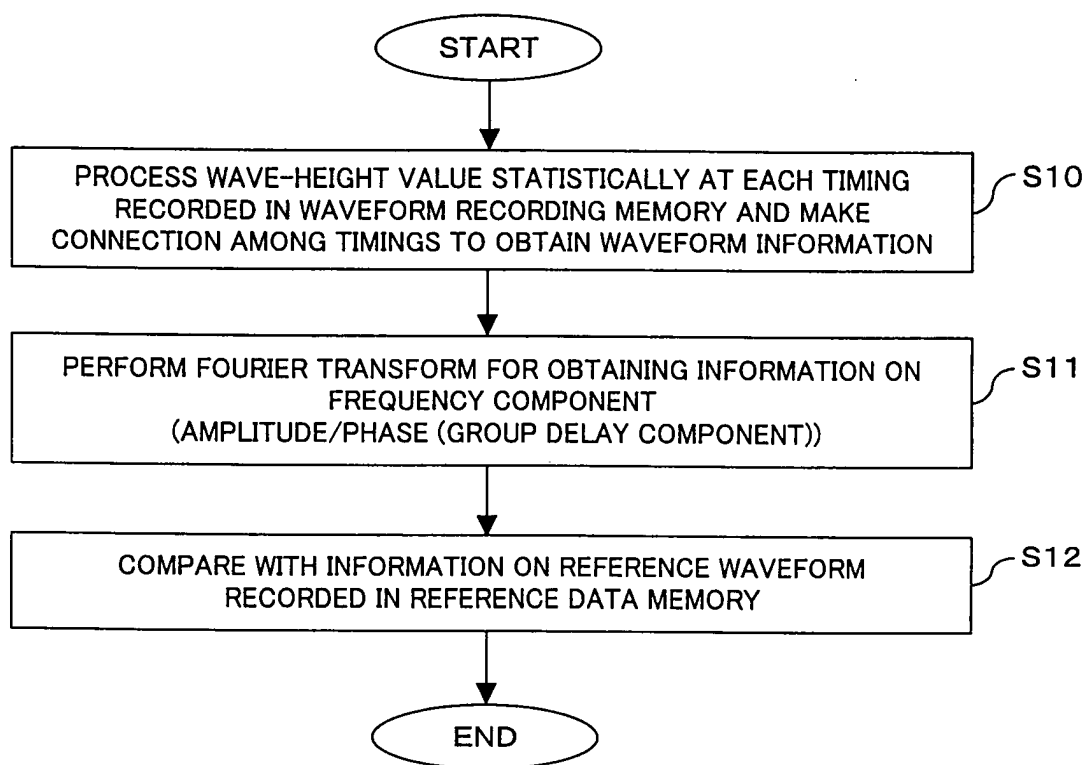 START
PROCESS WAVE-HEIGHT VALUE STATISTICALLY AT EACH TIMING
RECORDED IN WAVEFORM RECORDING MEMORY AND MAKE
CONNECTION AMONG TIMINGS TO OBTAIN WAVEFORM INFORMATION
S10
PERFORM FOURIER TRANSFORM FOR OBTAINING INFORMATION ON
FREQUENCY COMPONENT
(AMPLITUDE/PHASE (GROUP DELAY COMPONENT))
S11
COMPARE WITH INFORMATION ON REFERENCE WAVEFORM
RECORDED IN REFERENCE DATA MEMORY
S12
END